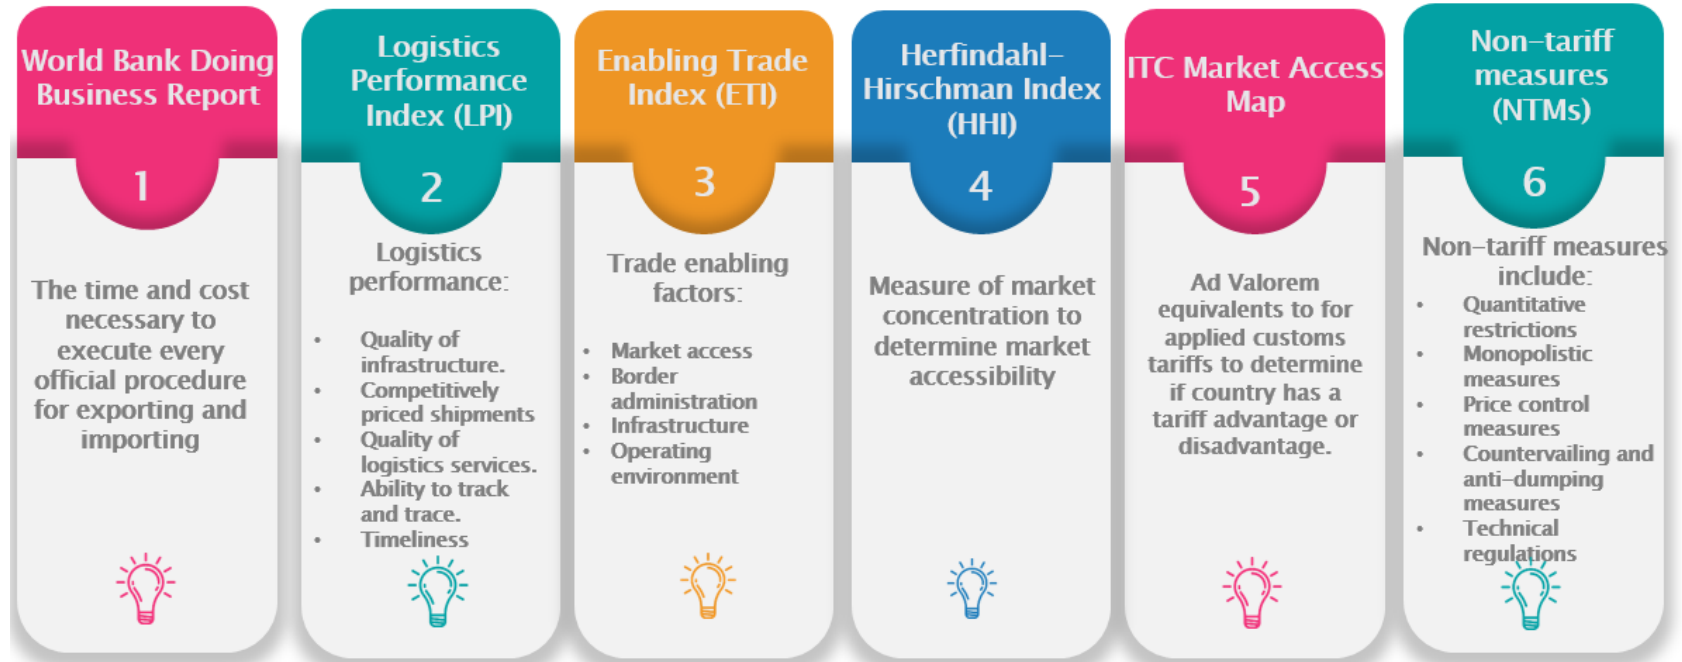 World Bank Doing
Business Report
1
The time and cost
necessary to
execute every
official procedure
for exporting and
importing
Logistics
Performance
Index (LPI)
2
Logistics
performance:
• Quality of
infrastructure.
• Competitively
priced shipments
• Quality of
logistics services.
• Ability to track
and trace.
• Timeliness
Enabling Trade
Index (ETI)
3
Trade enabling
factors:
• Market access
• Border
administration
• Infrastructure
• Operating
environment
Herfindahl-
Hirschman Index
(HHI)
4
Measure of market
concentration to
determine market
accessibility
ITC Market Access
Map
5
Ad Valorem
equivalents to for
applied customs
tariffs to determine
if country has a
tariff advantage or
disadvantage.
Non-tariff
measures
(NTMs)
6
Non-tariff measures
include:
• Quantitative
restrictions
• Monopolistic
measures
• Price control
measures
• Countervailing and
anti-dumping
measures
• Technical
regulations